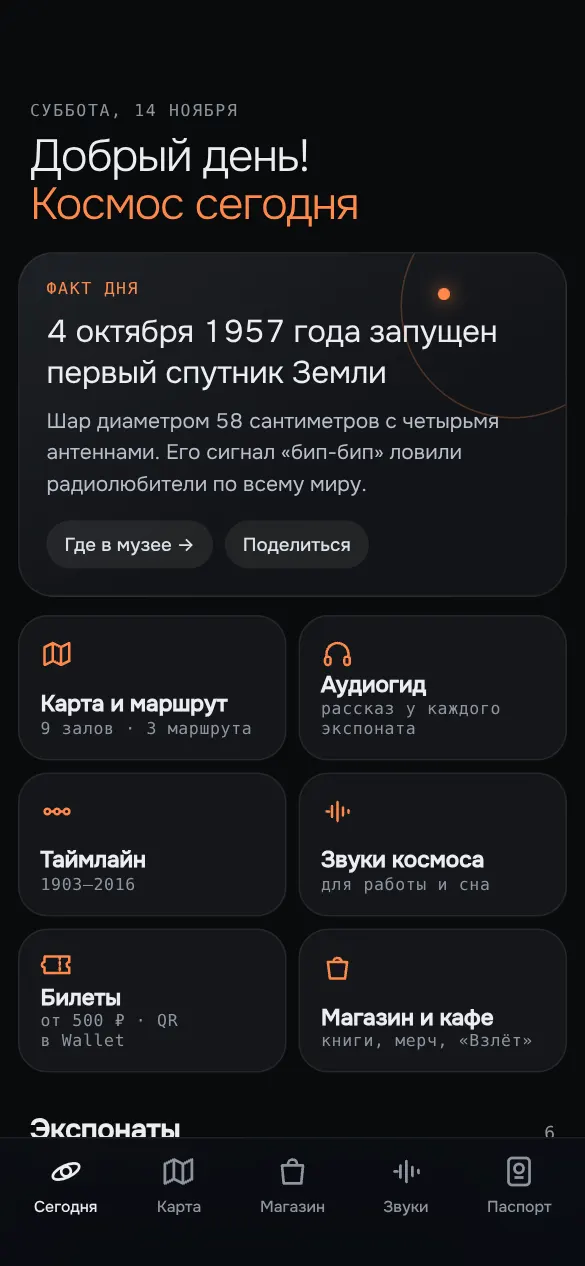 СУББОТА, 14 НОЯБРЯ
Добрый день!
Космос сегодня
ФАКТ ДНЯ
4 октября 1957 года запущен
первый спутник Земли
Шар диаметром 58 сантиметров с четырьмя
антеннами. Его сигнал «бип-бип» ловили
радиолюбители по всему миру.
Где в музее →
Поделиться
Карта и маршрут
9 залов · 3 маршрута
Аудиогид
рассказ у каждого
экспоната
Таймлайн
1903—2016
Звуки космоса
для работы и сна
Билеты
от 500 ₽ · QR
в Wallet
Магазин и кафе
книги, мерч, «Взлёт»
Экспонаты
6
Сегодня
Карта
Магазин
Звуки
Паспорт